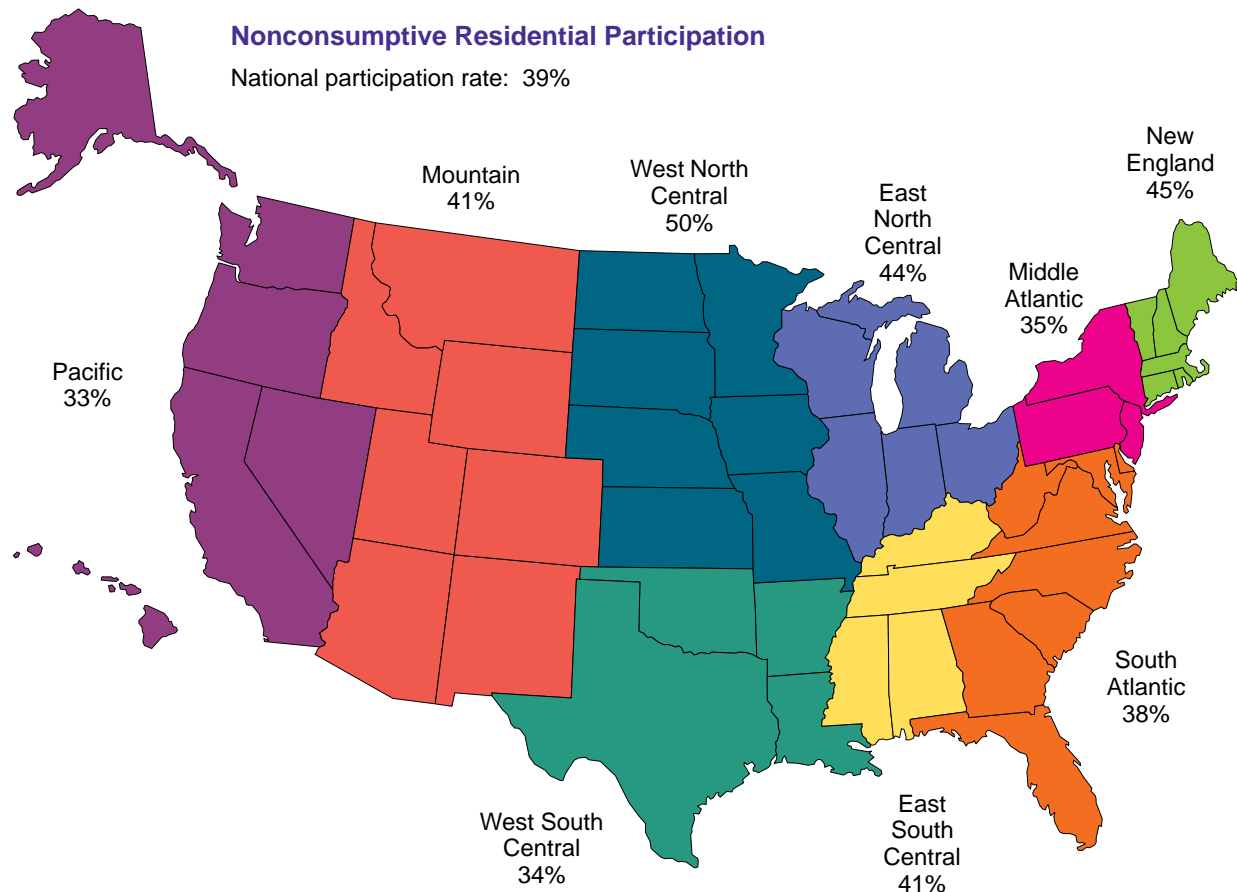 Nonconsumptive Residential Participation
National participation rate: 39%
Mountain
41%
West North
Central
50%
East
North
Central
44%
Middle
Atlantic
35%
New
England
45%
Pacific
33%
South
Atlantic
38%
West South
Central
34%
East
South
Central
41%